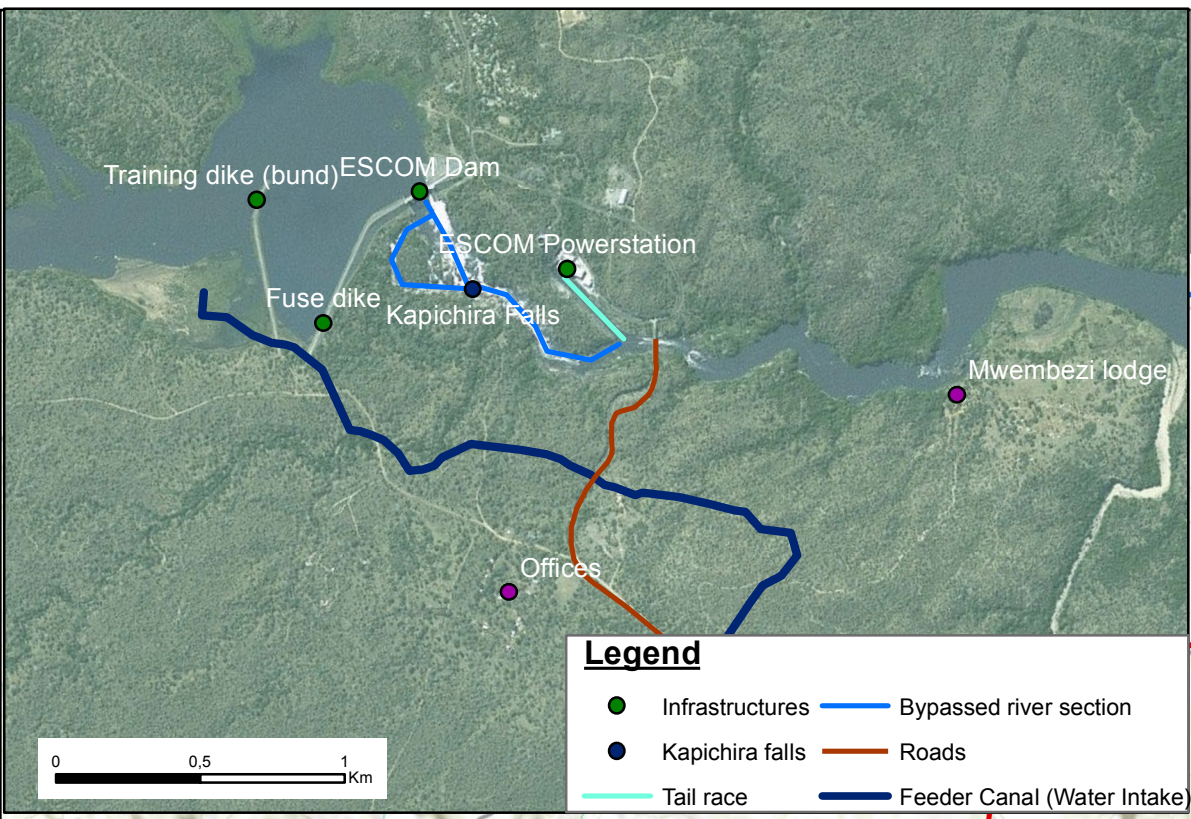 Training dike (bund)
ESCOM Dam
ESCOM Powerstation
Fuse dike
Kapichira Falls
Mwembezi lodge
Offices
Legend
Infrastructures
Bypassed river section
Kapichira falls
Roads
Tail race
Feeder Canal (Water Intake)
0 0,5 1
Km